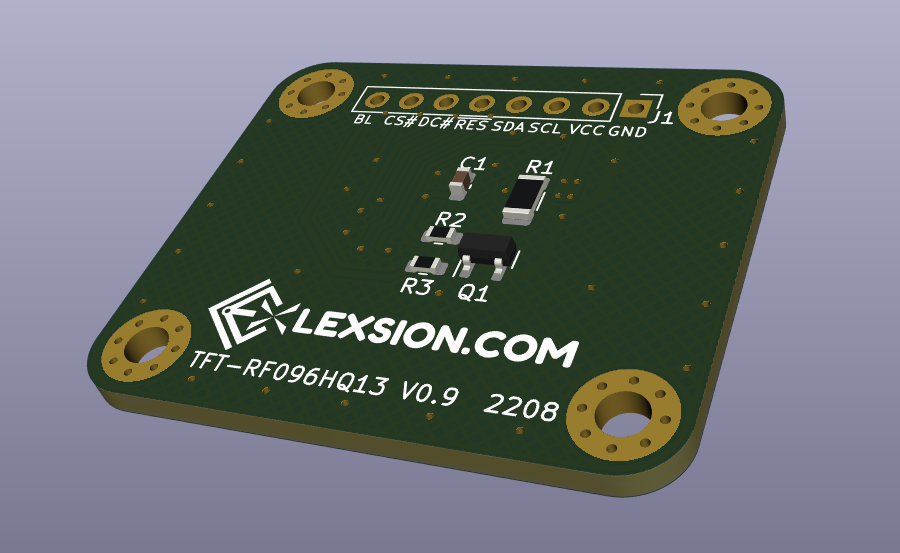 J1
BL CS# DC# RES SDA SCL VCC GND
C1 R1
R2
R3 Q1
LEXSION.COM
TFT-RF096HQ13 V0.9 2208